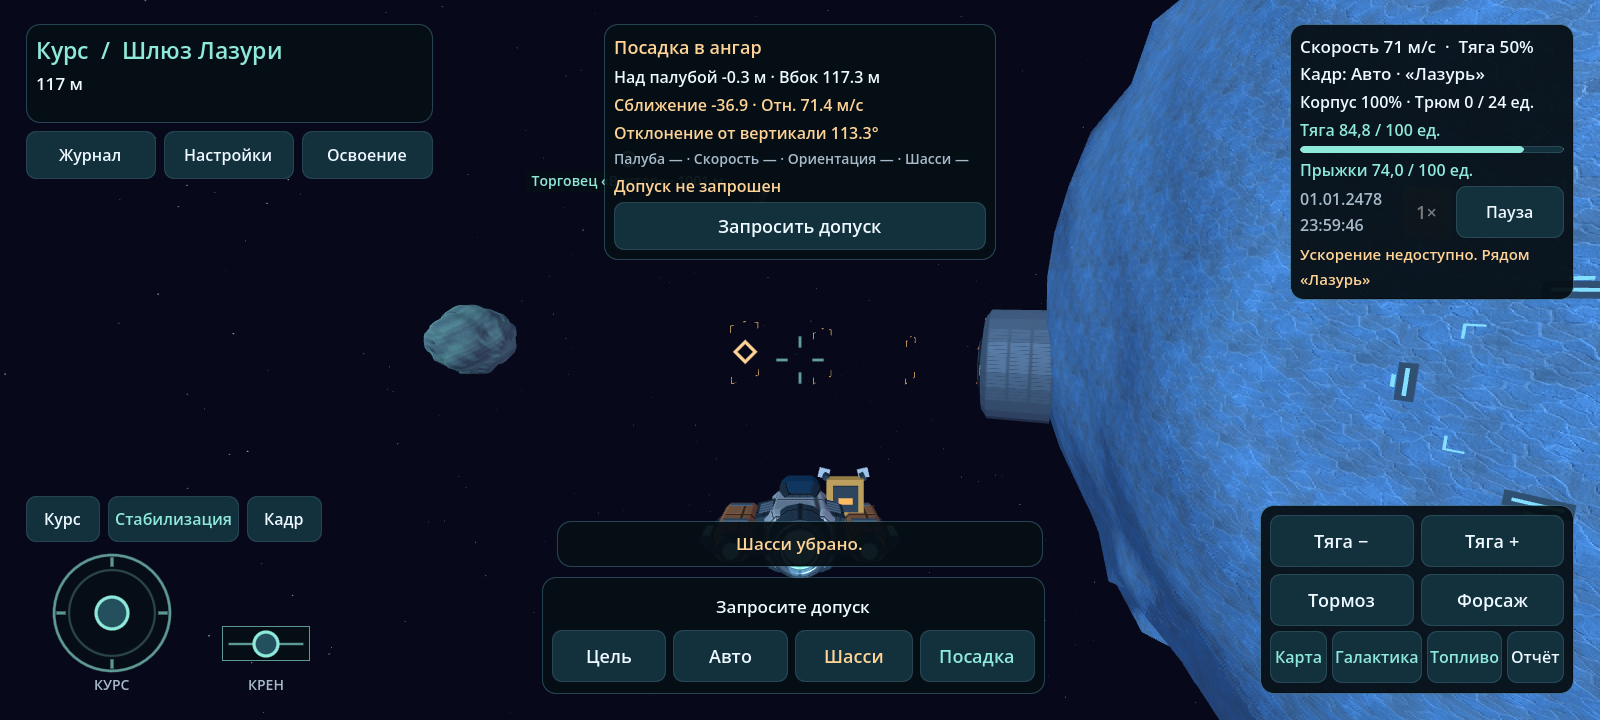 Курс / Шлюз Лазури
117 м
Журнал
Настройки
Освоение
Посадка в ангар
Над палубой -0.3 м · Вбок 117.3 м
Сближение -36.9 · Отн. 71.4 м/с
Отклонение от вертикали 113.3°
Палуба — · Скорость — · Ориентация — · Шасси —
Торговец
Допуск не запрошен
Запросить допуск
Скорость 71 м/с · Тяга 50%
Кадр: Авто · «Лазурь»
Корпус 100% · Трюм 0 / 24 ед.
Тяга 84,8 / 100 ед.
Прыжки 74,0 / 100 ед.
01.01.2478
23:59:46
1×
Пауза
Ускорение недоступно. Рядом
«Лазурь»
Курс
Стабилизация
Кадр
КУРС
КРЕН
Шасси убрано.
Запросите допуск
Цель
Авто
Шасси
Посадка
Тяга −
Тяга +
Тормоз
Форсаж
Карта
Галактика
Топливо
Отчёт